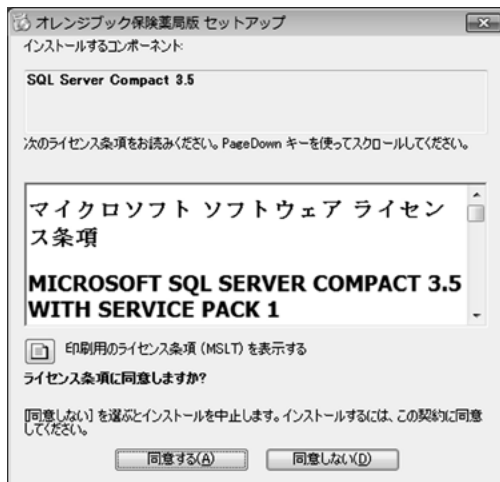 オレンジブック保険薬局版 セットアップ
インストールするコンポーネント:
SQL Server Compact 3.5
次のライセンス条項をお読みください。PageDown キーを使ってスクロールしてください。
マイクロソフト ソフトウェア ライセン
ス条項
MICROSOFT SQL SERVER COMPACT 3.5
WITH SERVICE PACK 1
印刷用のライセンス条項 (MSLT) を表示する
ライセンス条項に同意しますか?
[同意しない] を選ぶとインストールを中止します。インストールするには、この契約に同意
してください。
同意する(A)
同意しない(D)